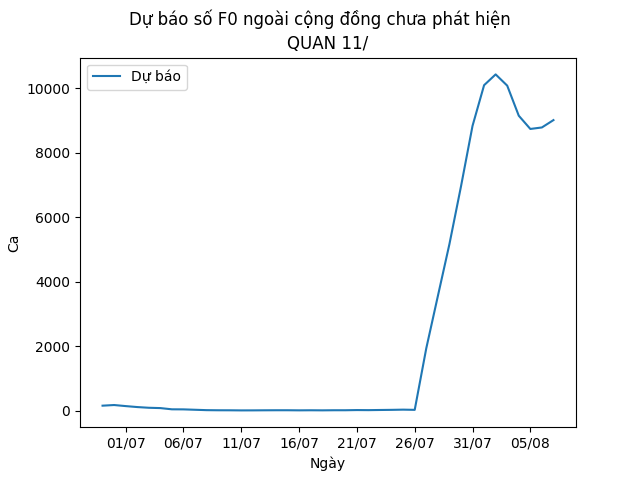 Dự báo số F0 ngoài cộng đồng chưa phát hiện
QUAN 11/
Dự báo
10000
8000
6000
4000
2000
0
Ca
01/07 06/07 11/07 16/07 21/07 26/07 31/07 05/08
Ngày